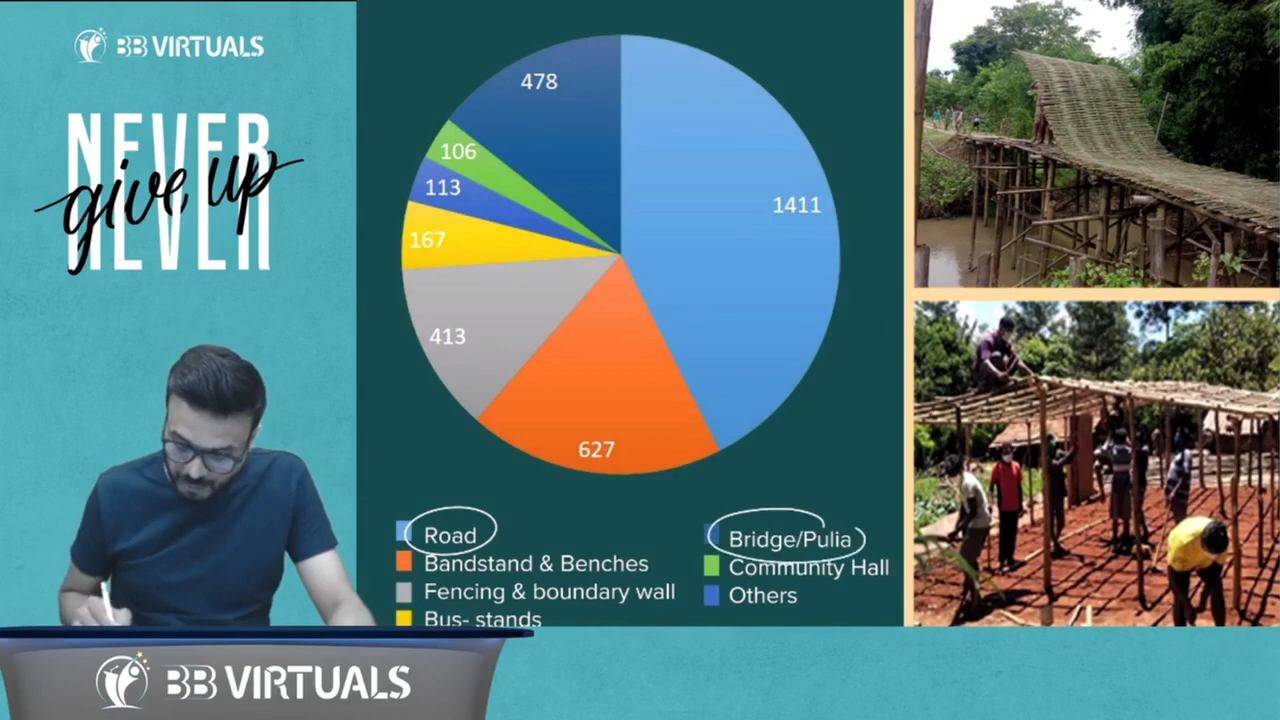 BB VIRTUALS
NEVER
give up
NEVER
478
106
113
167
413
627
1411
Road
Bandstand & Benches
Fencing & boundary wall
Bus- stands
Bridge/Pulia
Community Hall
Others
BB VIRTUALS